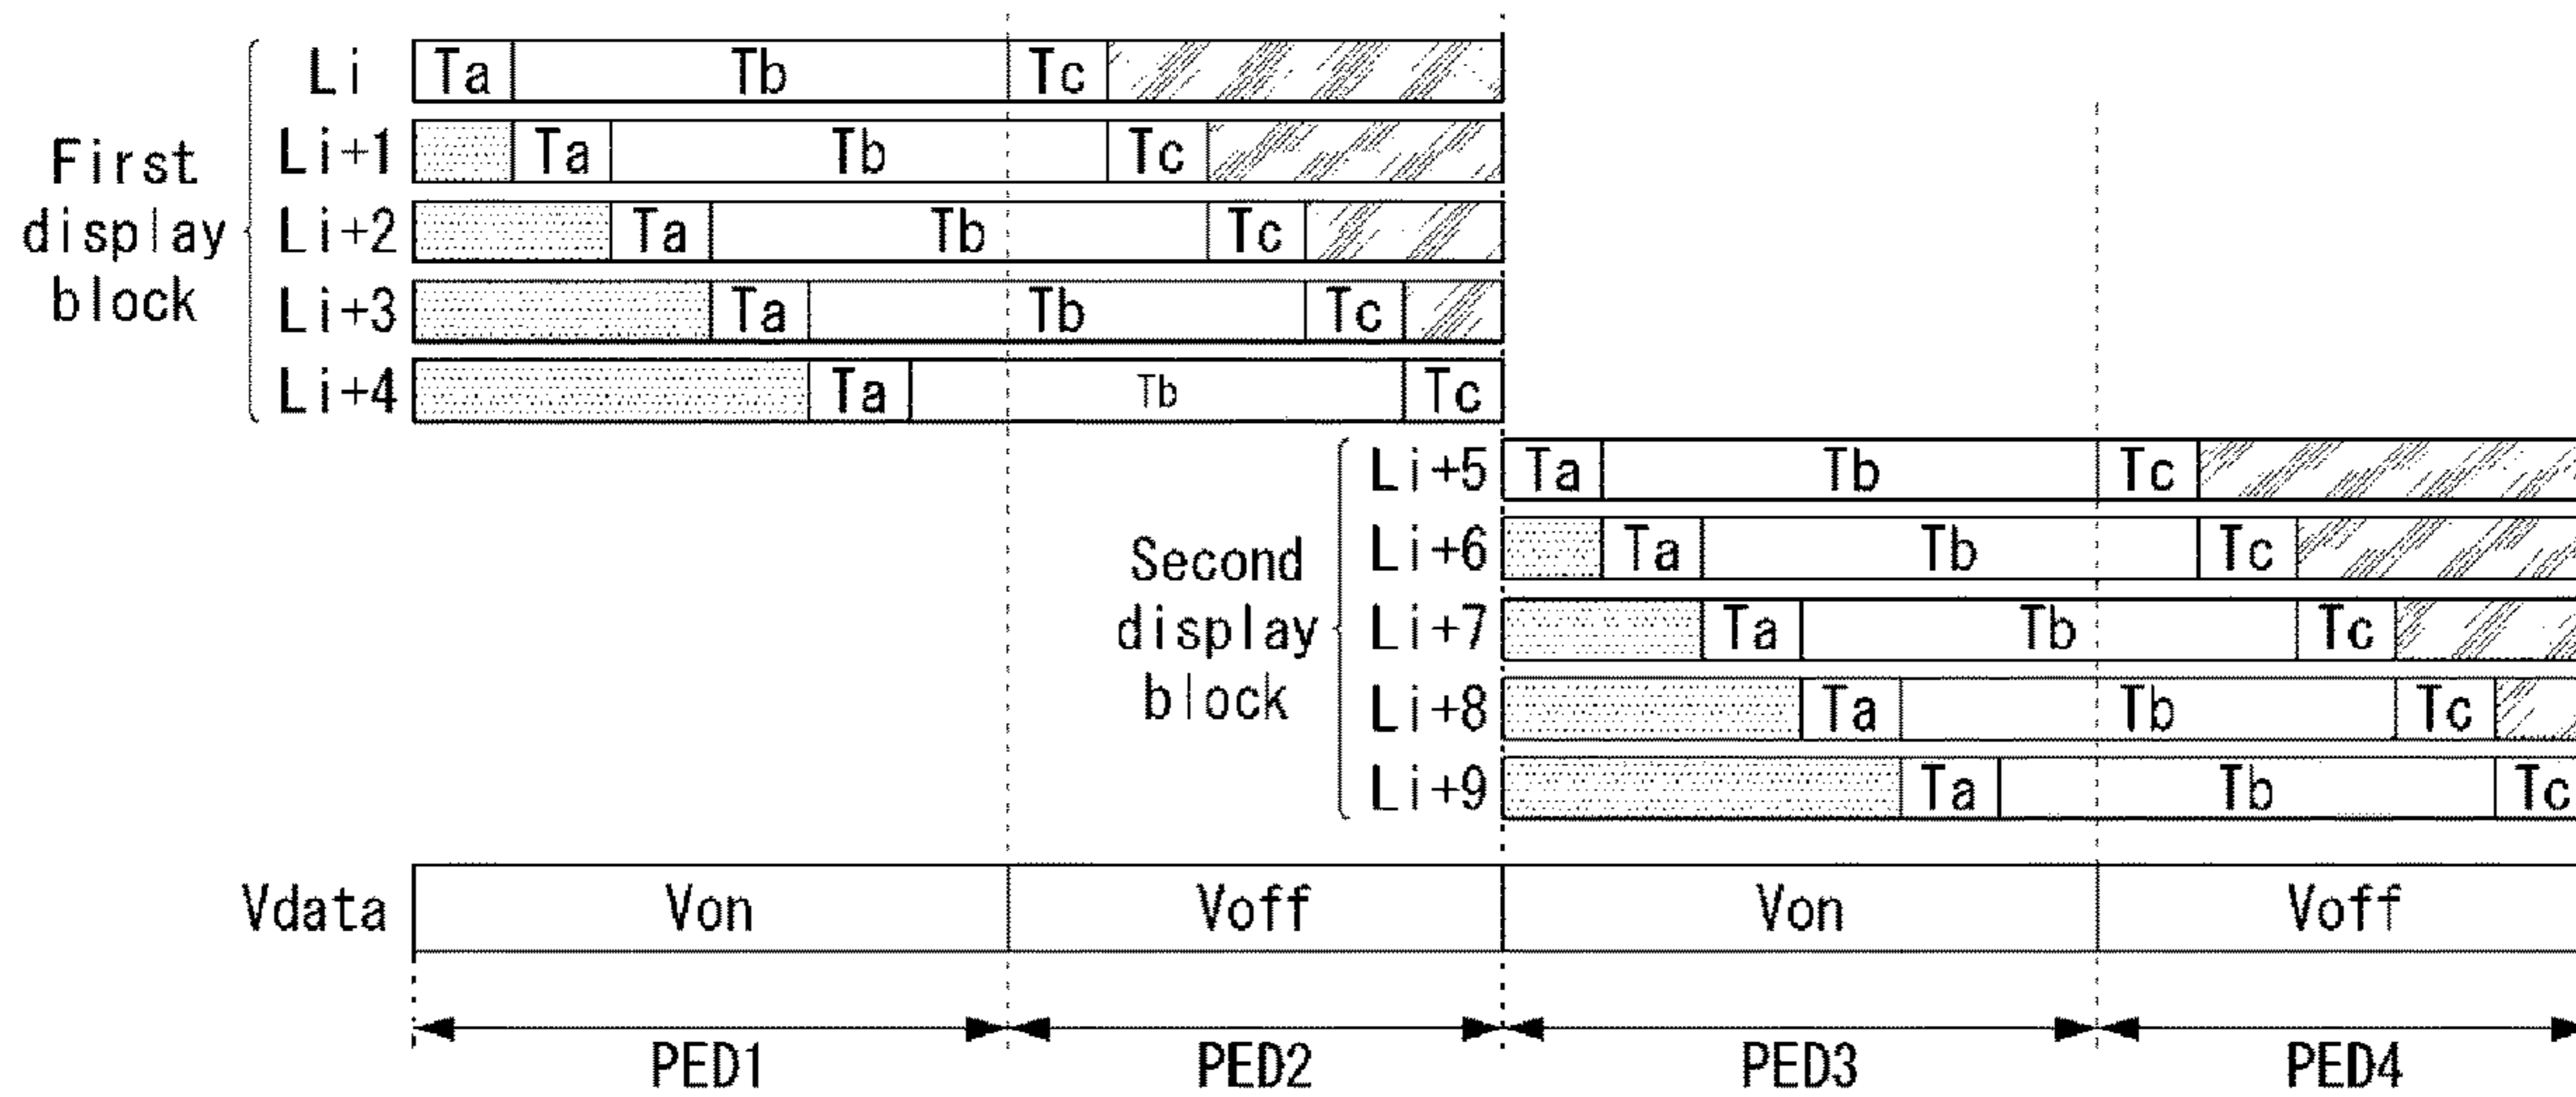 First
display
block
Li Ta Tb Tc
Li+1 Ta Tb Tc
Li+2 Ta Tb Tc
Li+3 Ta Tb Tc
Li+4 Ta Tb Tc
Second
display
block
Li+5 Ta Tb Tc
Li+6 Ta Tb Tc
Li+7 Ta Tb Tc
Li+8 Ta Tb Tc
Li+9 Ta Tb Tc
Vdata Von Voff Von Voff
PED1 PED2 PED3 PED4